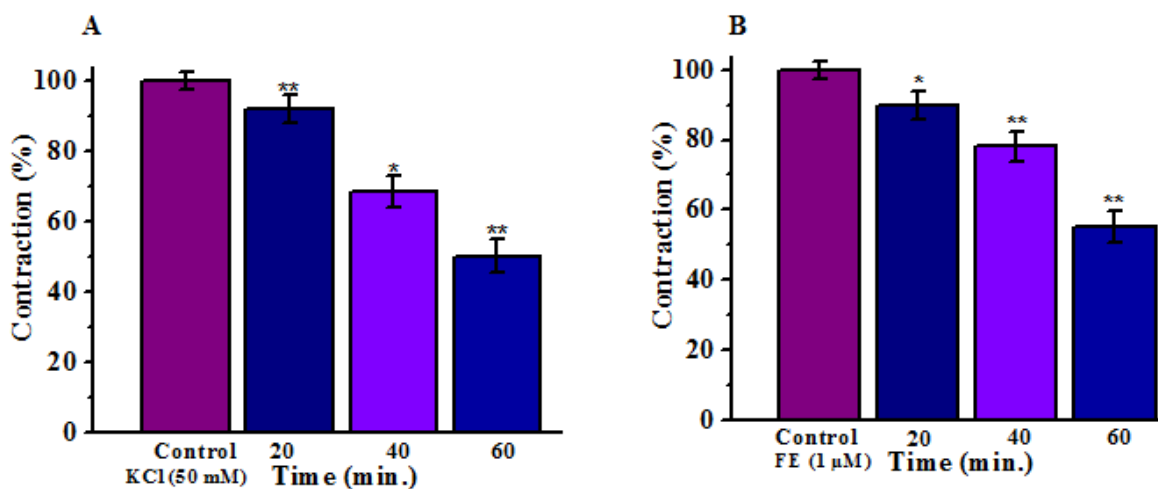 A
Contraction (%)
100
80
60
40
20
0
**
*
**
Control 20 40 60
KCl (50 mM) Time (min.)
B
Contraction (%)
100
80
60
40
20
0
*
**
**
Control 20 40 60
FE (1 µM) Time (min.)